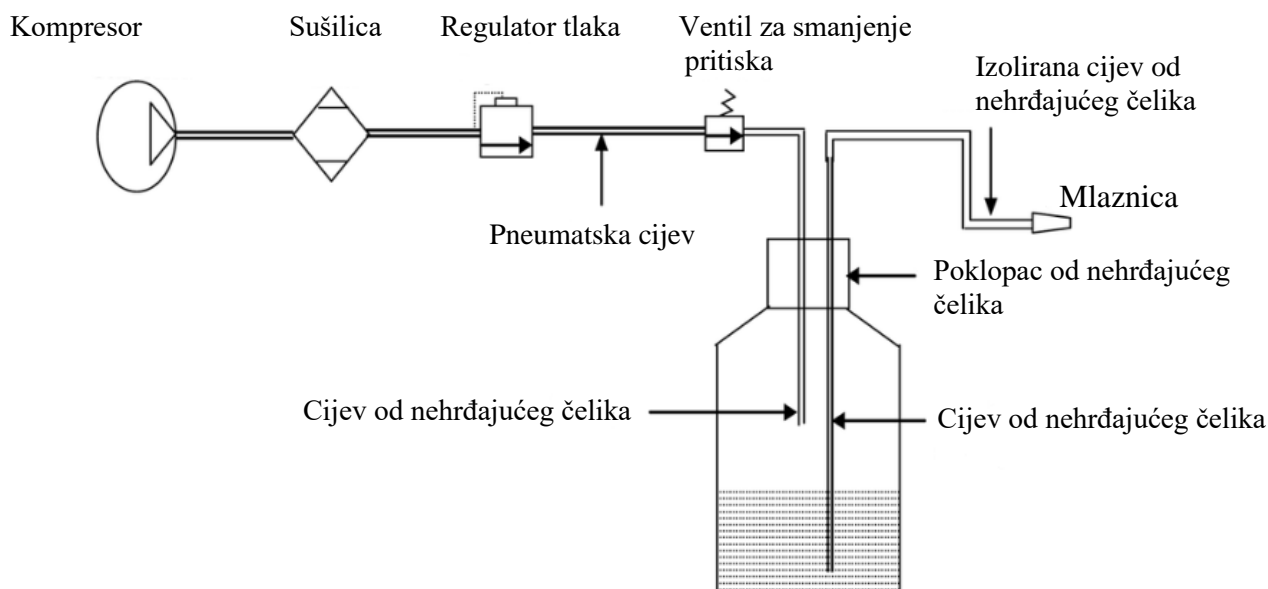 Kompresor
Sušilica
Regulator tlaka
Ventil za smanjenje
pritiska
Izolirana cijev od
nehrđajućeg čelika
Mlaznica
Pneumatska cijev
Poklopac od nehrđajućeg
čelika
Cijev od nehrđajućeg čelika
Cijev od nehrđajućeg čelika